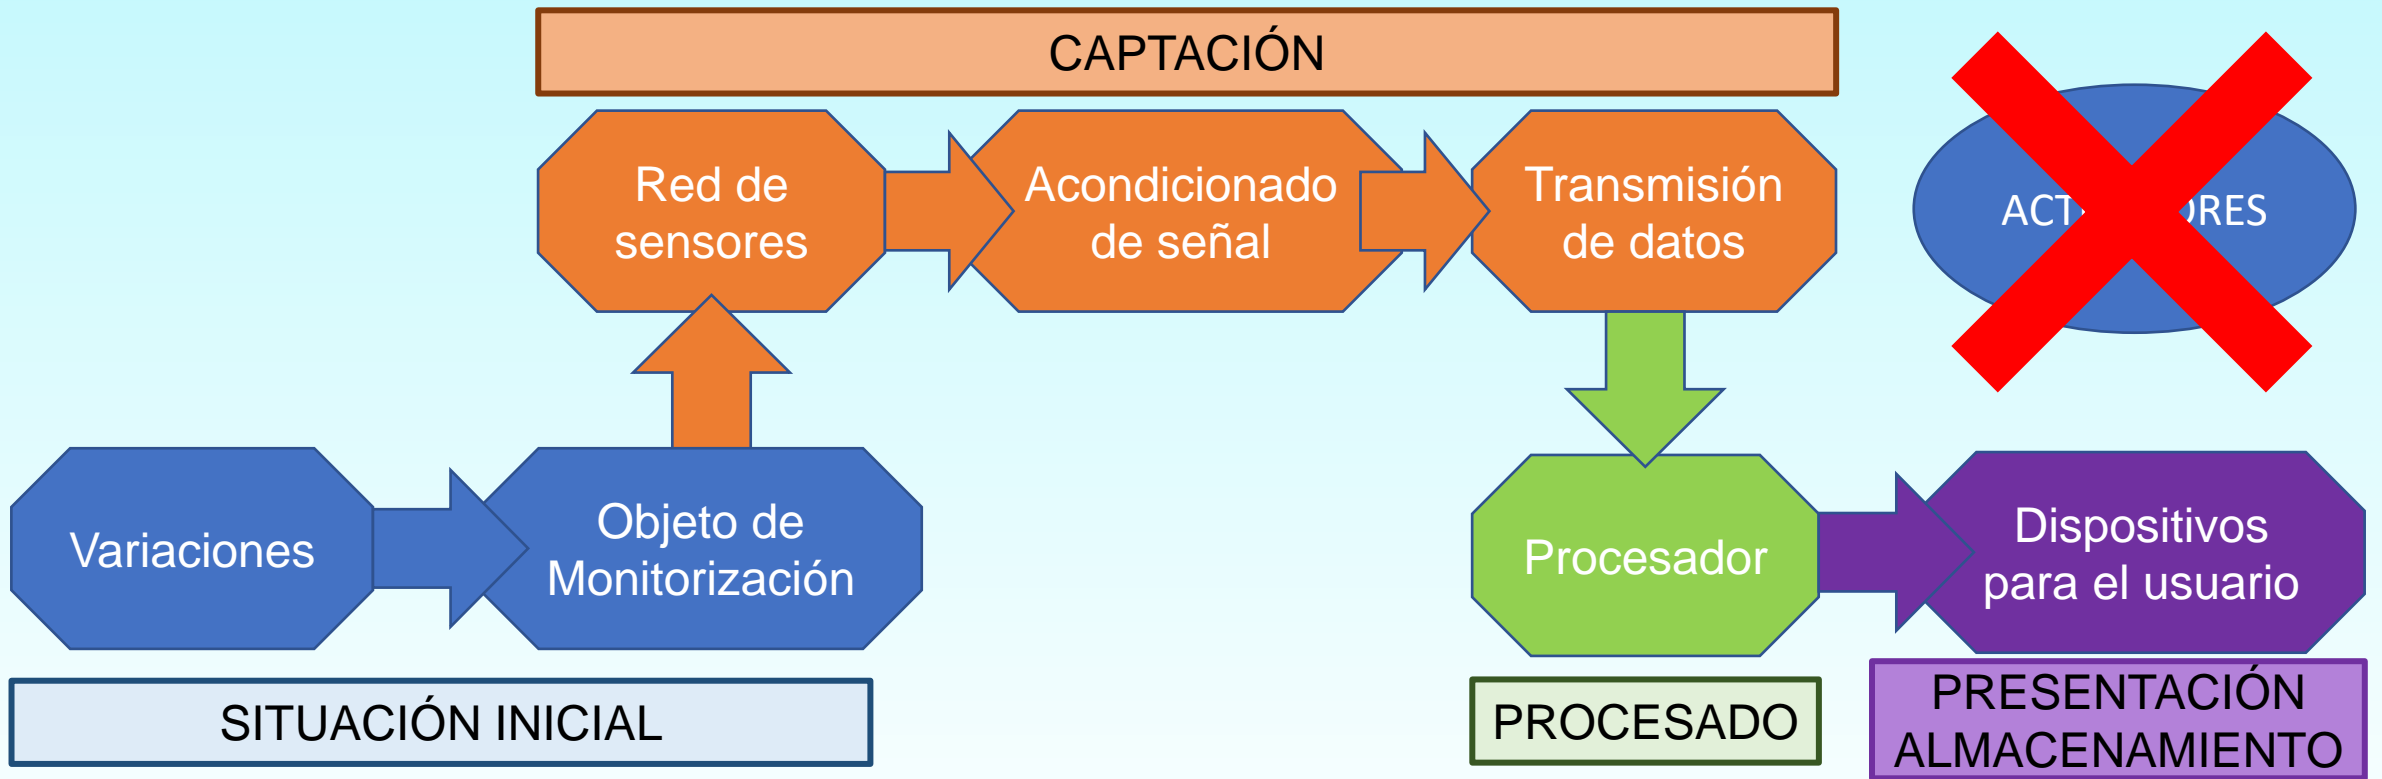 CAPTACIÓN
Red de
sensores
Acondicionado
de señal
Transmisión
de datos
Variaciones
Objeto de
Monitorización
Procesador
Dispositivos
para el usuario
SITUACIÓN INICIAL
PROCESADO
PRESENTACIÓN
ALMACENAMIENTO